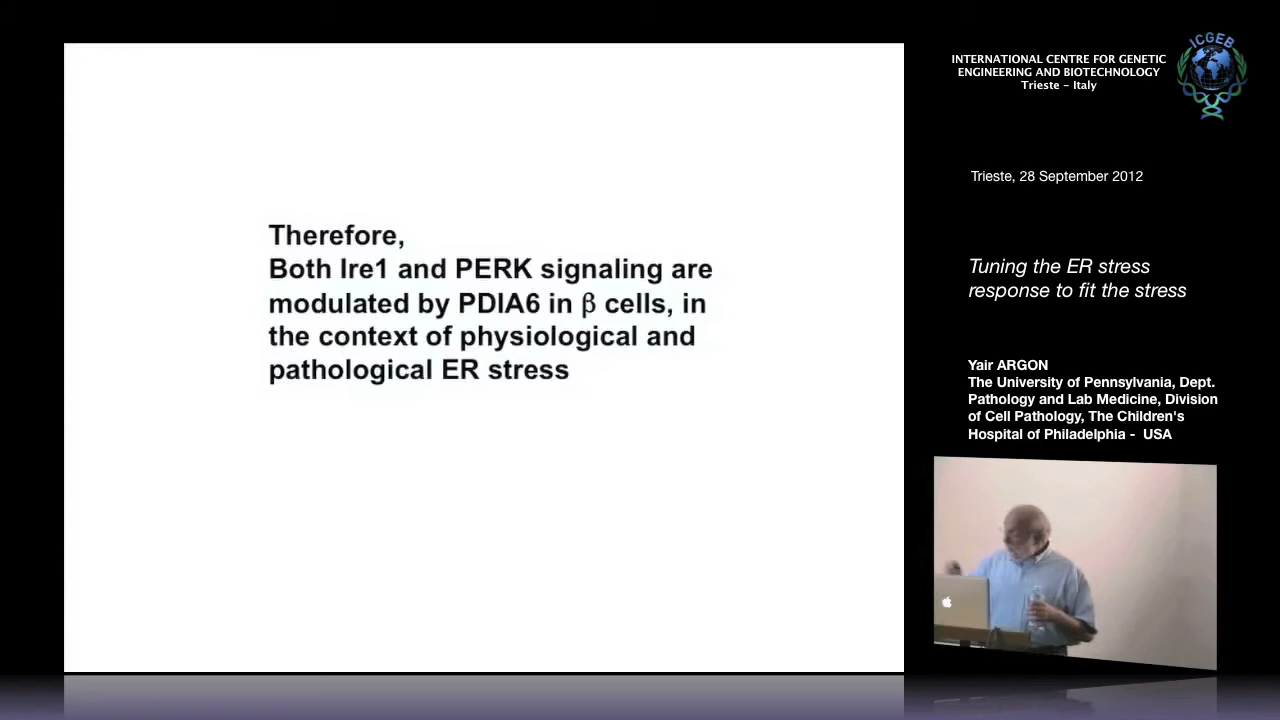 Therefore,
Both Ire1 and PERK signaling are
modulated by PDIA6 in β cells, in
the context of physiological and
pathological ER stress
INTERNATIONAL CENTRE FOR GENETIC
ENGINEERING AND BIOTECHNOLOGY
Trieste - Italy
ICGEB
Trieste, 28 September 2012
Tuning the ER stress
response to fit the stress
Yair ARGON
The University of Pennsylvania, Dept.
Pathology and Lab Medicine, Division
of Cell Pathology, The Children's
Hospital of Philadelphia - USA